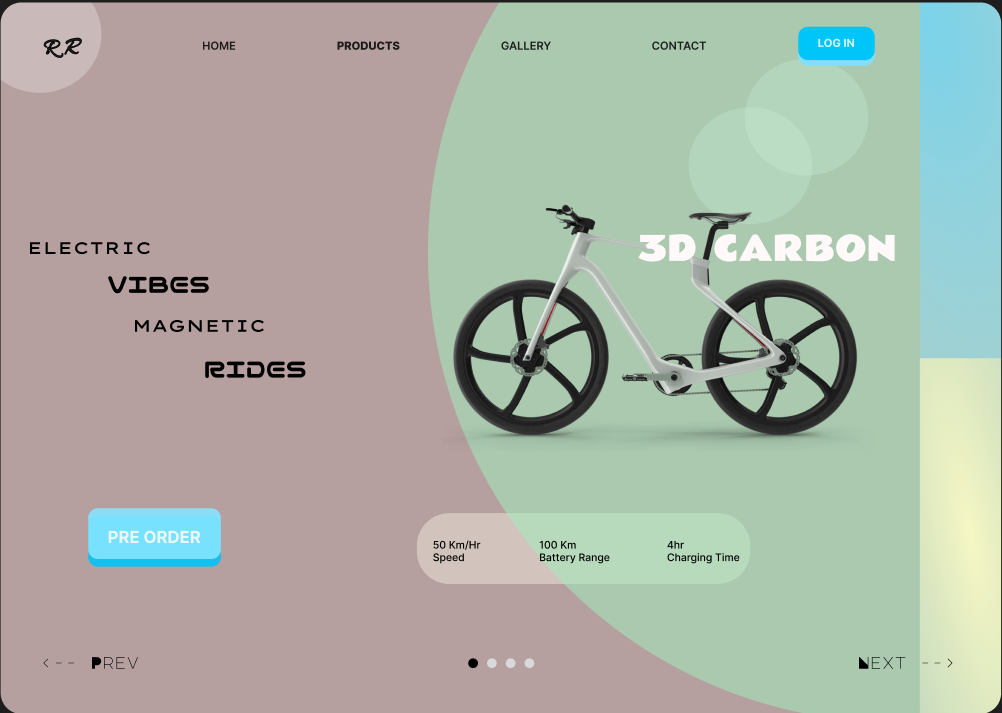 RR
HOME
PRODUCTS
GALLERY
CONTACT
LOG IN
3D CARBON
ELECTRIC
VIBES
MAGNETIC
RIDES
PRE ORDER
50 Km/Hr
Speed
100 Km
Battery Range
4hr
Charging Time
PREV
NEXT